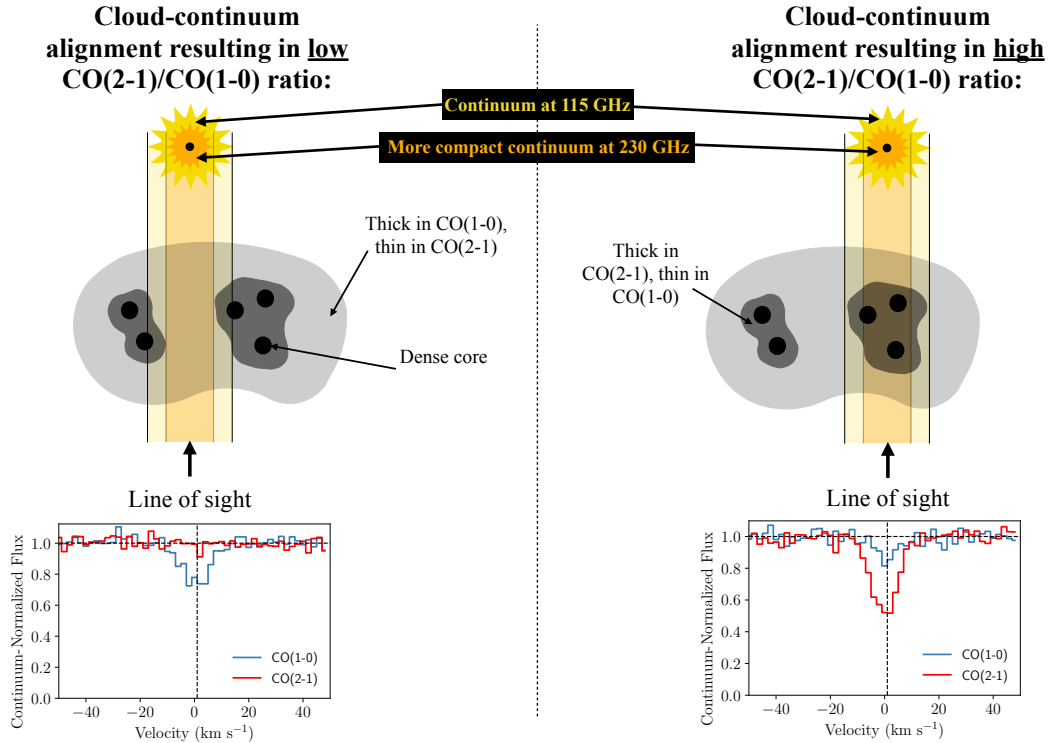 Cloud-continuum
alignment resulting in low
CO(2-1)/CO(1-0) ratio:
Cloud-continuum
alignment resulting in high
CO(2-1)/CO(1-0) ratio:
Continuum at 115 GHz
More compact continuum at 230 GHz
Thick in CO(1-0),
thin in CO(2-1)
Dense core
Thick in
CO(2-1), thin in
CO(1-0)
Line of sight
Continuum-Normalized Flux
1.0
0.8
0.6
0.4
0.2
0.0
CO(1-0)
CO(2-1)
−40
−20
0
20
40
Velocity (km s⁻¹)
Line of sight
Continuum-Normalized Flux
1.0
0.8
0.6
0.4
0.2
0.0
CO(1-0)
CO(2-1)
−40
−20
0
20
40
Velocity (km s⁻¹)